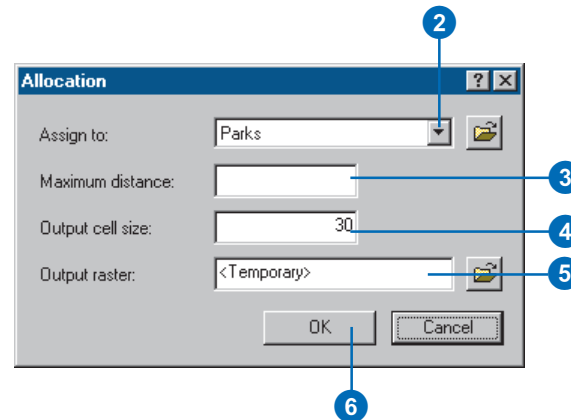 2
Allocation ? ×
Assign to: Parks
Maximum distance: 3
Output cell size: 30 4
Output raster: <Temporary> 5
OK Cancel
6